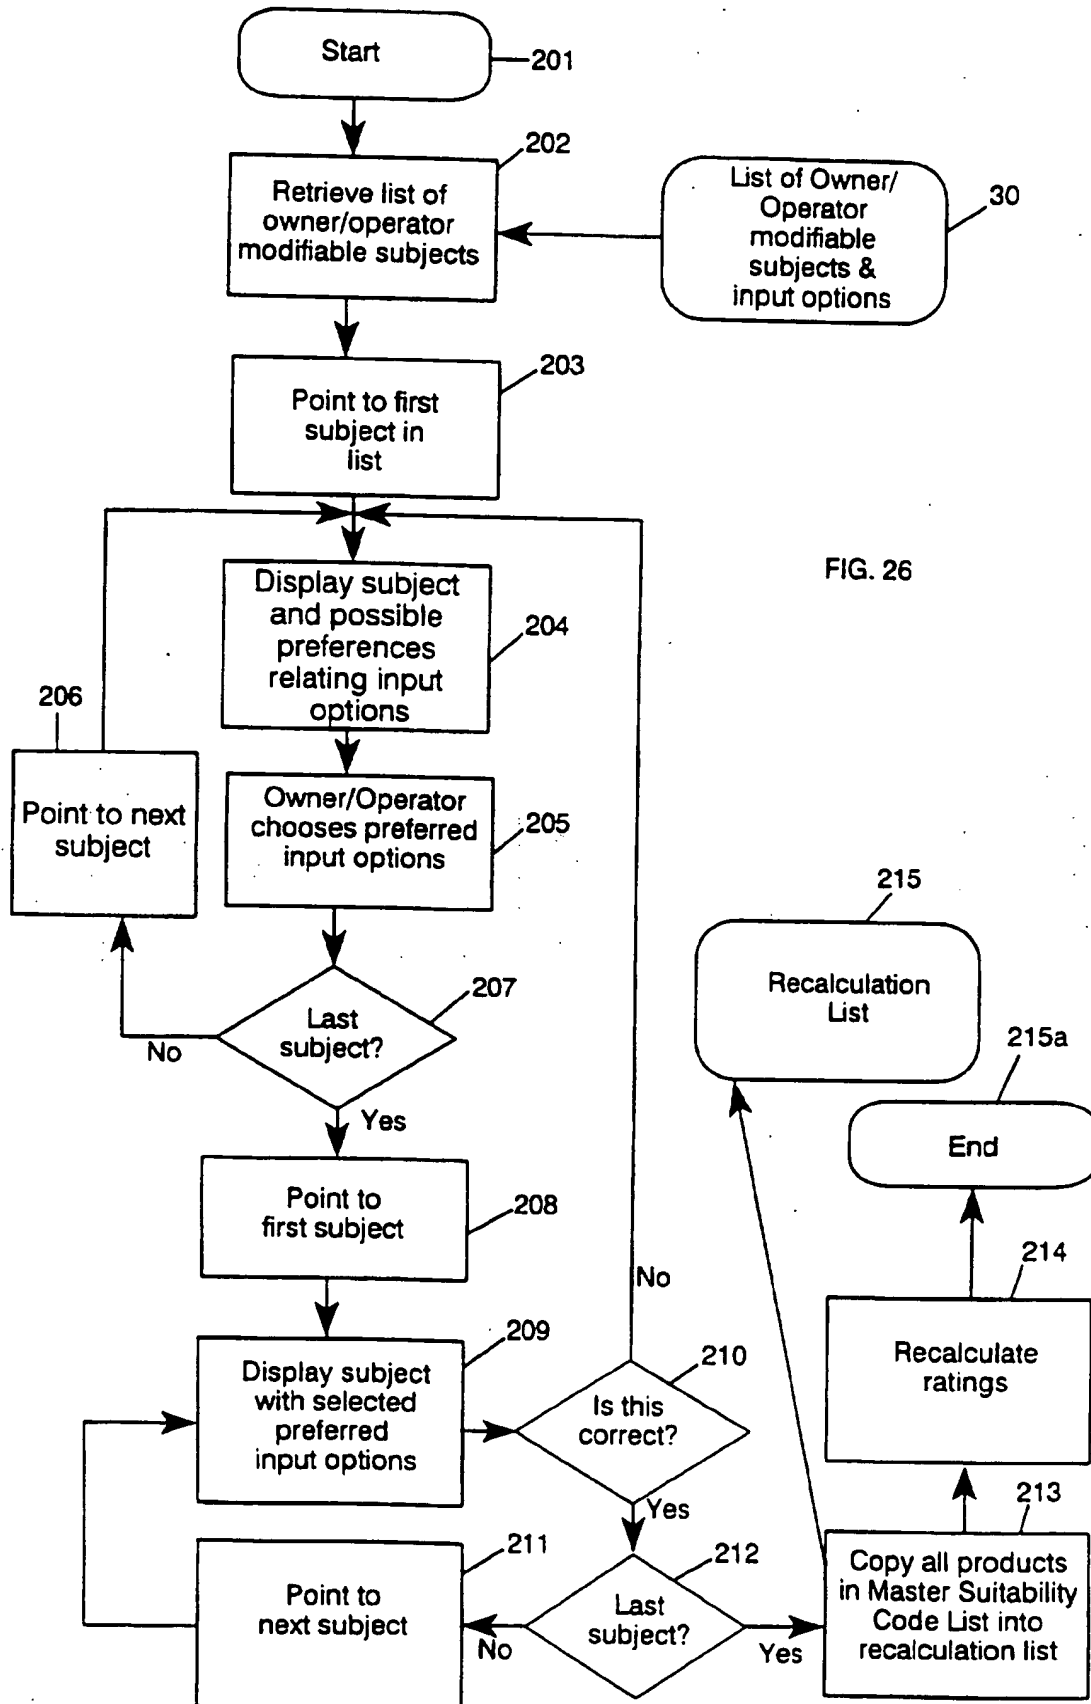 Start
201
202
Retrieve list of
owner/operator
modifiable subjects
List of Owner/
Operator
modifiable
subjects &
input options
30
203
Point to first
subject in
list
FIG. 26
Display subject
and possible
preferences
relating input
options
204
206
Point to next
subject
Owner/Operator
chooses preferred
input options
205
Last
subject?
207
No
Yes
215
Recalculation
List
215a
End
Point to
first subject
208
No
214
Recalculate
ratings
209
Display subject
with selected
preferred
input options
210
Is this
correct?
Yes
213
Copy all products
in Master Suitability
Code List into
recalculation list
211
Point to
next subject
212
Last
subject?
No
Yes